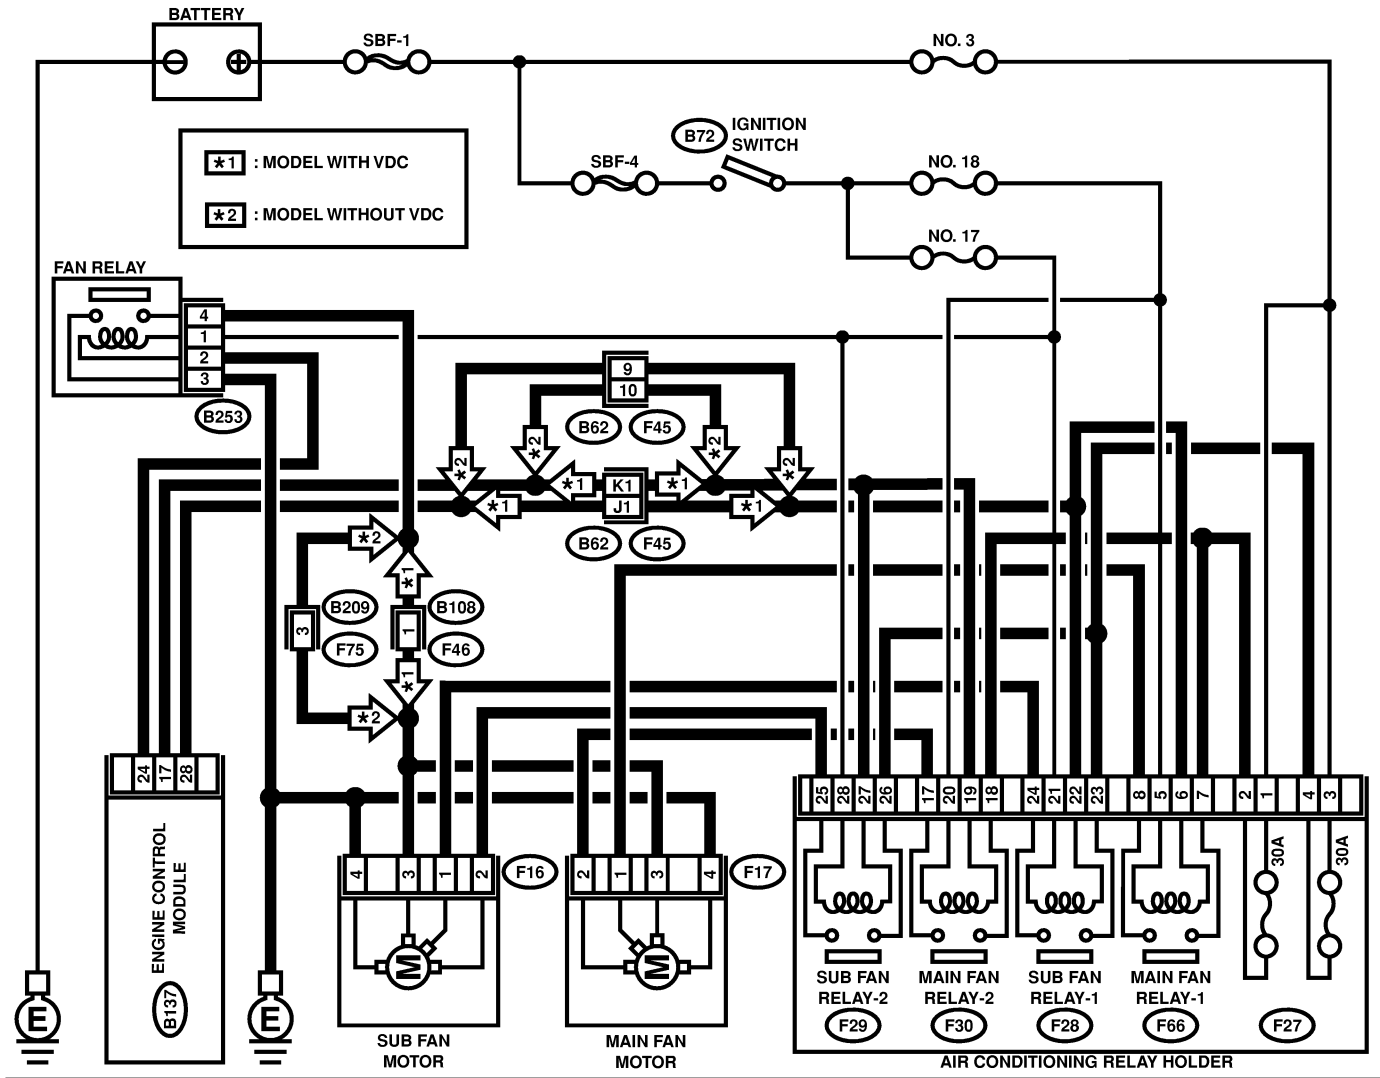 BATTERY
SBF-1
NO. 3
B72
IGNITION
SWITCH
*1 : MODEL WITH VDC
*2 : MODEL WITHOUT VDC
SBF-4
NO. 18
NO. 17
FAN RELAY
4
1
2
3
B253
9
10
B62
F45
*2
*2
*2
*2
*1
K1
*1
*1
J1
*1
B62
F45
*2
*1
3
B209
1
B108
F75
F46
*1
*2
24
17
28
25
28
27
26
17
20
19
18
24
21
22
23
8
5
6
7
2
1
4
3
ENGINE CONTROL
MODULE
B137
4
3
1
2
F16
2
1
3
4
F17
30A
30A
M
M
E
E
SUB FAN
MOTOR
MAIN FAN
MOTOR
SUB FAN
RELAY-2
F29
MAIN FAN
RELAY-2
F30
SUB FAN
RELAY-1
F28
MAIN FAN
RELAY-1
F66
F27
AIR CONDITIONING RELAY HOLDER